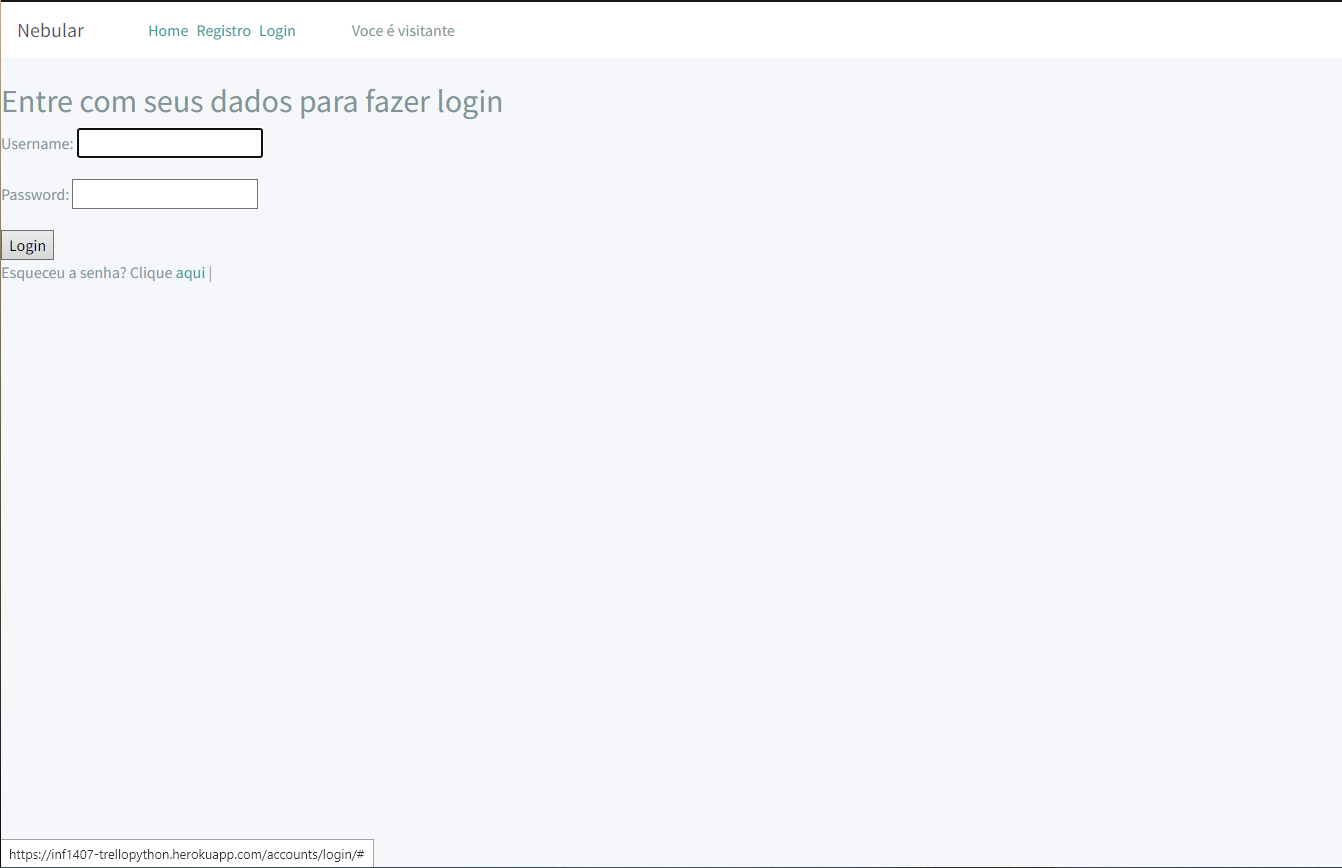 Nebular Home Registro Login Voce é visitante
Entre com seus dados para fazer login
Username:
Password:
Login
Esqueceu a senha? Clique aqui |
https://inf1407-trellopython.herokuapp.com/accounts/login/#